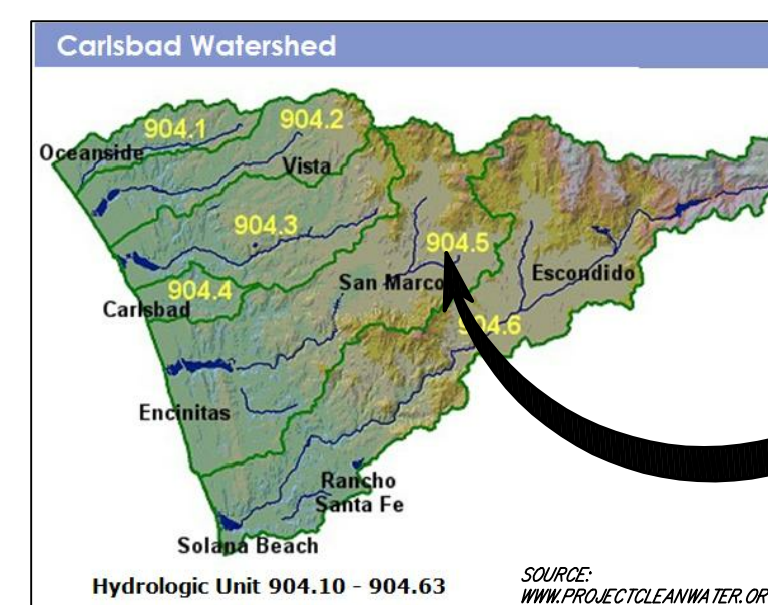 Carlsbad Watershed
904.1
904.2
Oceanside
Vista
904.3
904.5
904.4
San Marco
Escondido
Carlsbad
904.6
Encinitas
Rancho
Santa Fe
Solana Beach
Hydrologic Unit 904.10 - 904.63
SOURCE:
WWW.PROJECTCLEANWATER.OR